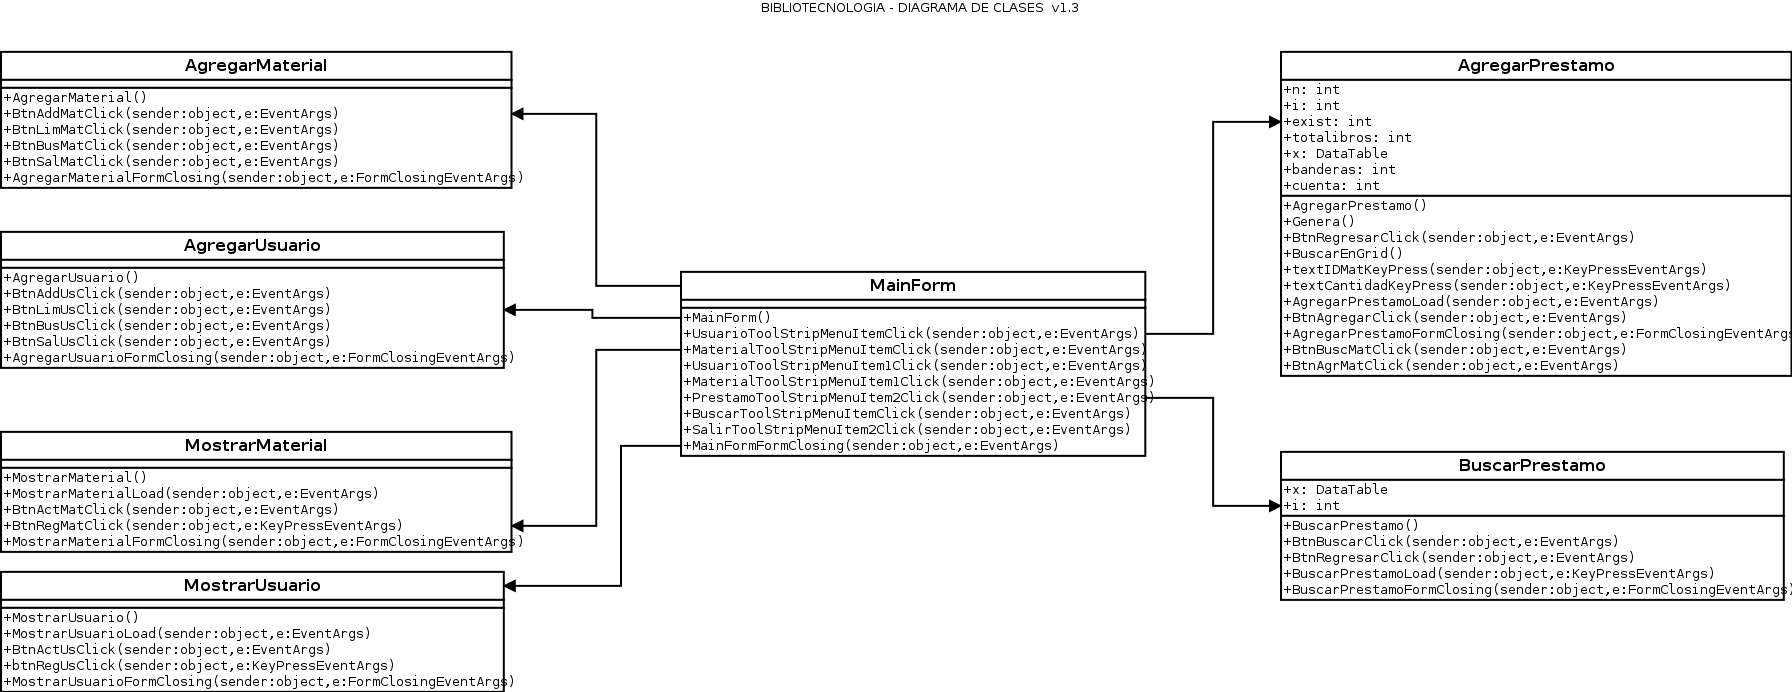 BIBLIOTECNOLOGIA - DIAGRAMA DE CLASES v1.3
AgregarMaterial
+AgregarMaterial()
+BtnAddMatClick(sender:object,e:EventArgs)
+BtnLimMatClick(sender:object,e:EventArgs)
+BtnBusMatClick(sender:object,e:EventArgs)
+BtnSalMatClick(sender:object,e:EventArgs)
+AgregarMaterialFormClosing(sender:object,e:FormClosingEventArgs)
AgregarUsuario
+AgregarUsuario()
+BtnAddUsClick(sender:object,e:EventArgs)
+BtnLimUsClick(sender:object,e:EventArgs)
+BtnBusUsClick(sender:object,e:EventArgs)
+BtnSalUsClick(sender:object,e:EventArgs)
+AgregarUsuarioFormClosing(sender:object,e:FormClosingEventArgs)
MostrarMaterial
+MostrarMaterial()
+MostrarMaterialLoad(sender:object,e:EventArgs)
+BtnActMatClick(sender:object,e:EventArgs)
+BtnRegMatClick(sender:object,e:KeyPressEventArgs)
+MostrarMaterialFormClosing(sender:object,e:FormClosingEventArgs)
MostrarUsuario
+MostrarUsuario()
+MostrarUsuarioLoad(sender:object,e:EventArgs)
+BtnActUsClick(sender:object,e:EventArgs)
+btnRegUsClick(sender:object,e:KeyPressEventArgs)
+MostrarUsuarioFormClosing(sender:object,e:FormClosingEventArgs)
MainForm
+MainForm()
+UsuarioToolStripMenuItemClick(sender:object,e:EventArgs)
+MaterialToolStripMenuItemClick(sender:object,e:EventArgs)
+UsuarioToolStripMenuItem1Click(sender:object,e:EventArgs)
+MaterialToolStripMenuItem1Click(sender:object,e:EventArgs)
+PrestamoToolStripMenuItem2Click(sender:object,e:EventArgs)
+BuscarToolStripMenuItemClick(sender:object,e:EventArgs)
+SalirToolStripMenuItem2Click(sender:object,e:EventArgs)
+MainFormFormClosing(sender:object,e:EventArgs)
AgregarPrestamo
+n: int
+i: int
+exist: int
+totalibros: int
+x: DataTable
+banderas: int
+cuenta: int
+AgregarPrestamo()
+Genera()
+BtnRegresarClick(sender:object,e:EventArgs)
+BuscarEnGrid()
+textIDMatKeyPress(sender:object,e:KeyPressEventArgs)
+textCantidadKeyPress(sender:object,e:KeyPressEventArgs)
+AgregarPrestamoLoad(sender:object,e:EventArgs)
+BtnAgregarClick(sender:object,e:EventArgs)
+AgregarPrestamoFormClosing(sender:object,e:FormClosingEventArgs
+BtnBuscMatClick(sender:object,e:EventArgs)
+BtnAgrMatClick(sender:object,e:EventArgs)
BuscarPrestamo
+x: DataTable
+i: int
+BuscarPrestamo()
+BtnBuscarClick(sender:object,e:EventArgs)
+BtnRegresarClick(sender:object,e:EventArgs)
+BuscarPrestamoLoad(sender:object,e:KeyPressEventArgs)
+BuscarPrestamoFormClosing(sender:object,e:FormClosingEventArgs)